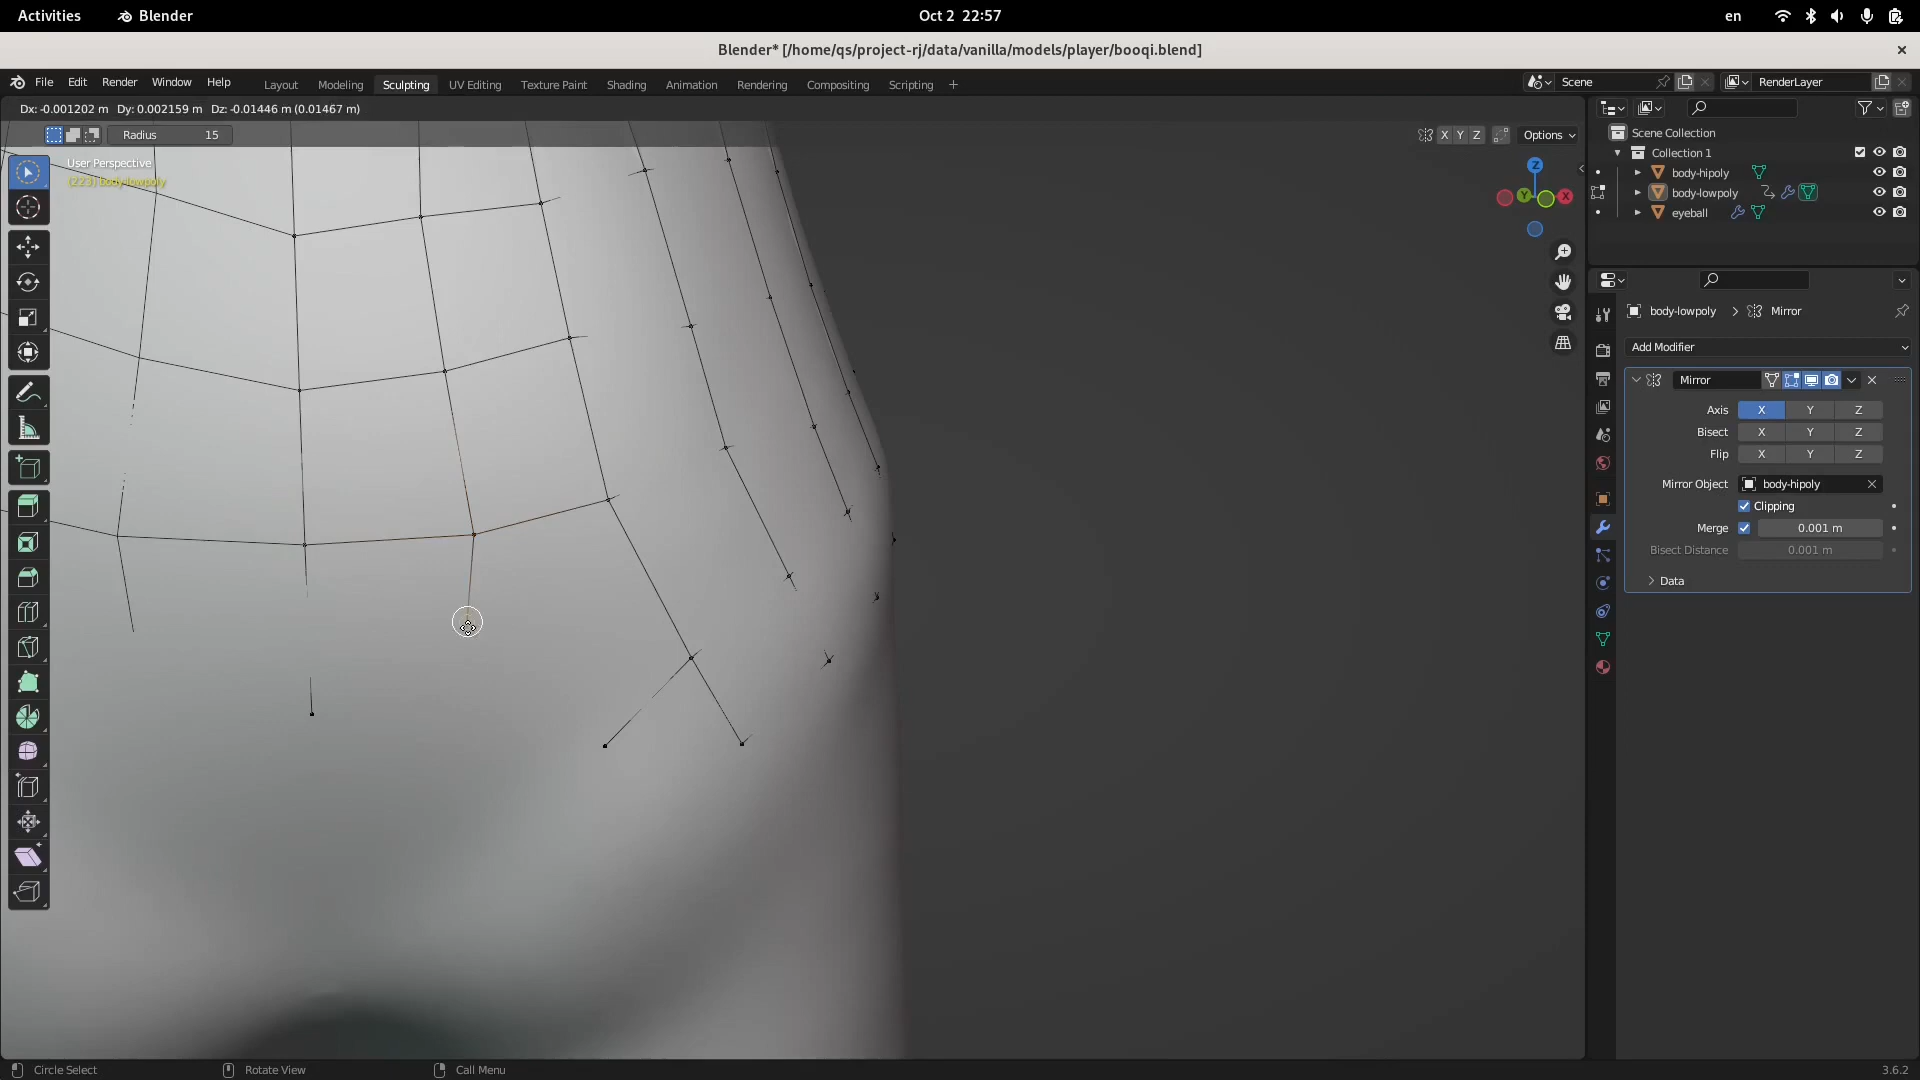 Activities Blender Oct 2 22:57 en
Blender* [/home/qs/project-rj/data/vanilla/models/player/booqi.blend]
File Edit Render Window Help Layout Modeling Sculpting UV Editing Texture Paint Shading Animation Rendering Compositing Scripting Scene RenderLayer
Dx: -0.001202 m Dy: 0.002159 m Dz: -0.01446 m (0.01467 m)
Radius 15 X Y Z Options
User Perspective
(223) body-lowpoly
Z
Y X
Scene Collection
Collection 1
body-hipoly
body-lowpoly
eyeball
body-lowpoly Mirror
Add Modifier
Mirror
Axis X Y Z
Bisect X Y Z
Flip X Y Z
Mirror Object body-hipoly
Clipping
Merge 0.001 m
Bisect Distance 0.001 m
Data
Circle Select Rotate View Call Menu 3.6.2